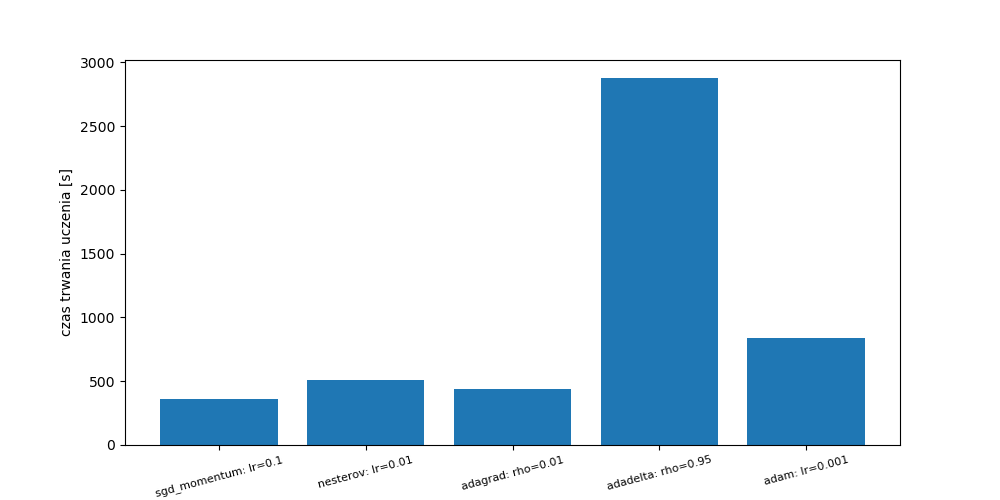 3000
2500
2000
1500
1000
500
0
czas trwania uczenia [s]
sgd_momentum: lr=0.1
nesterov: lr=0.01
adagrad: rho=0.01
adadelta: rho=0.95
adam: lr=0.001